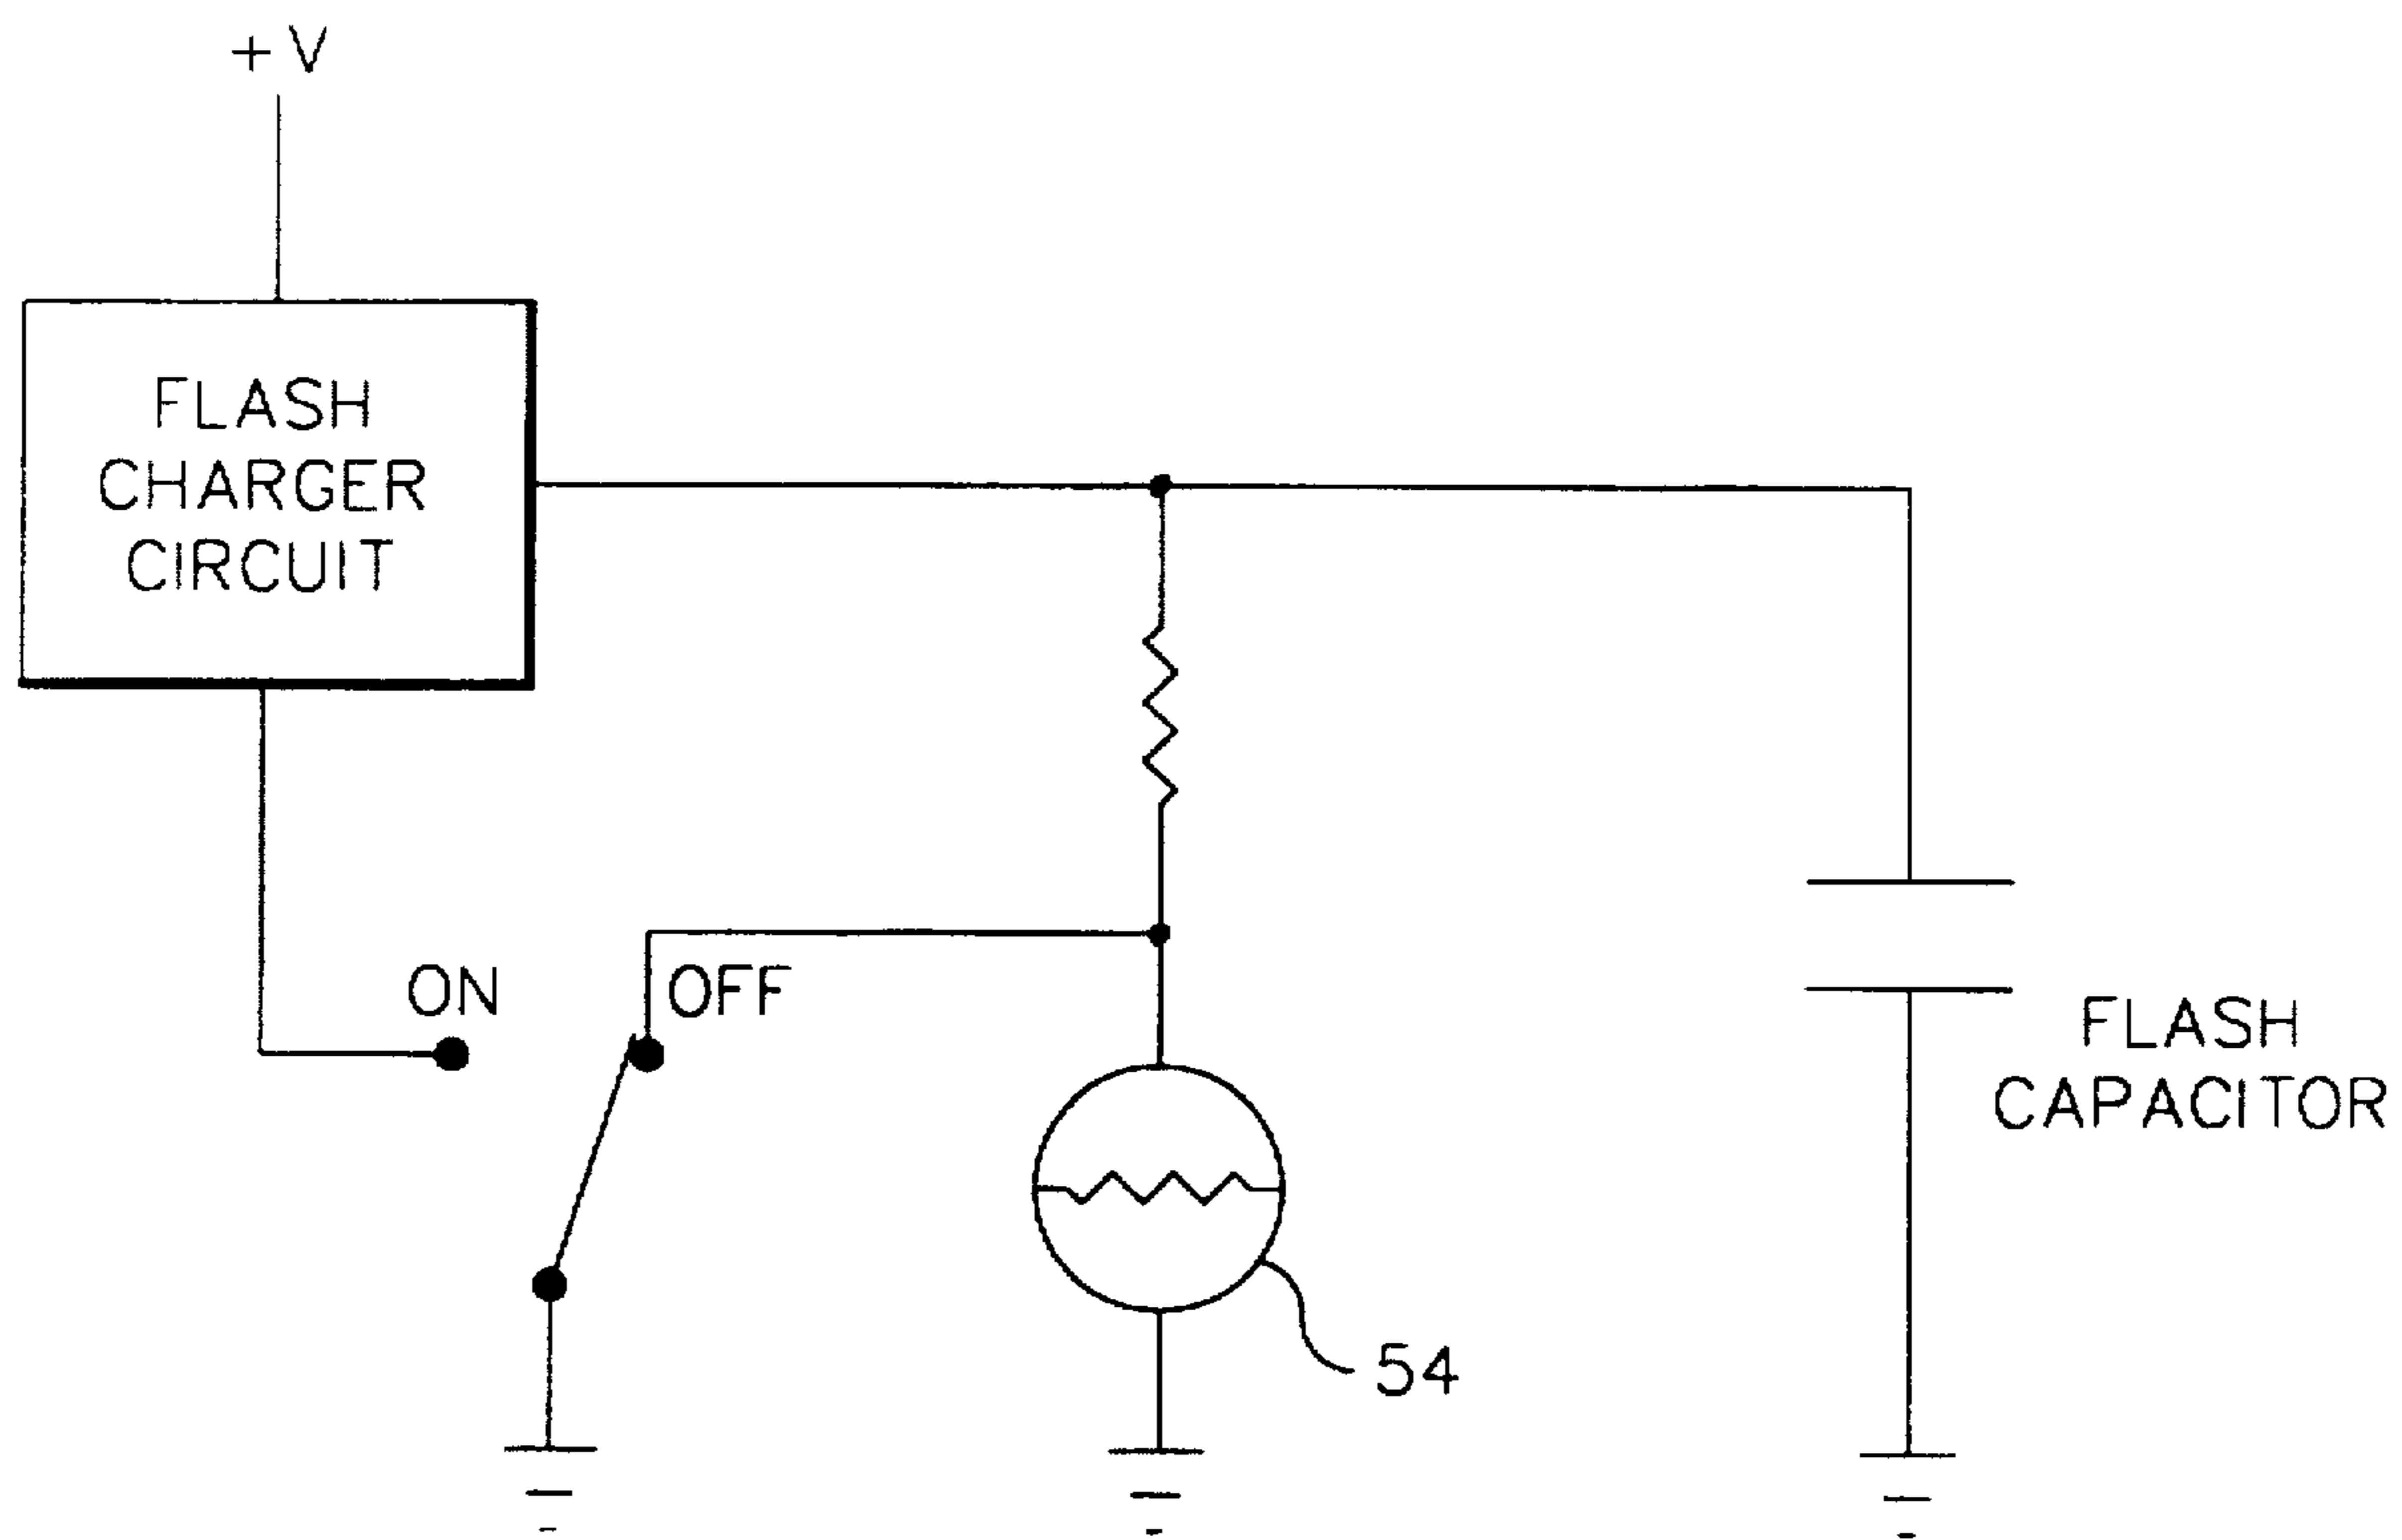 +V
FLASH
CHARGER
CIRCUIT
ON
OFF
FLASH
CAPACITOR
54